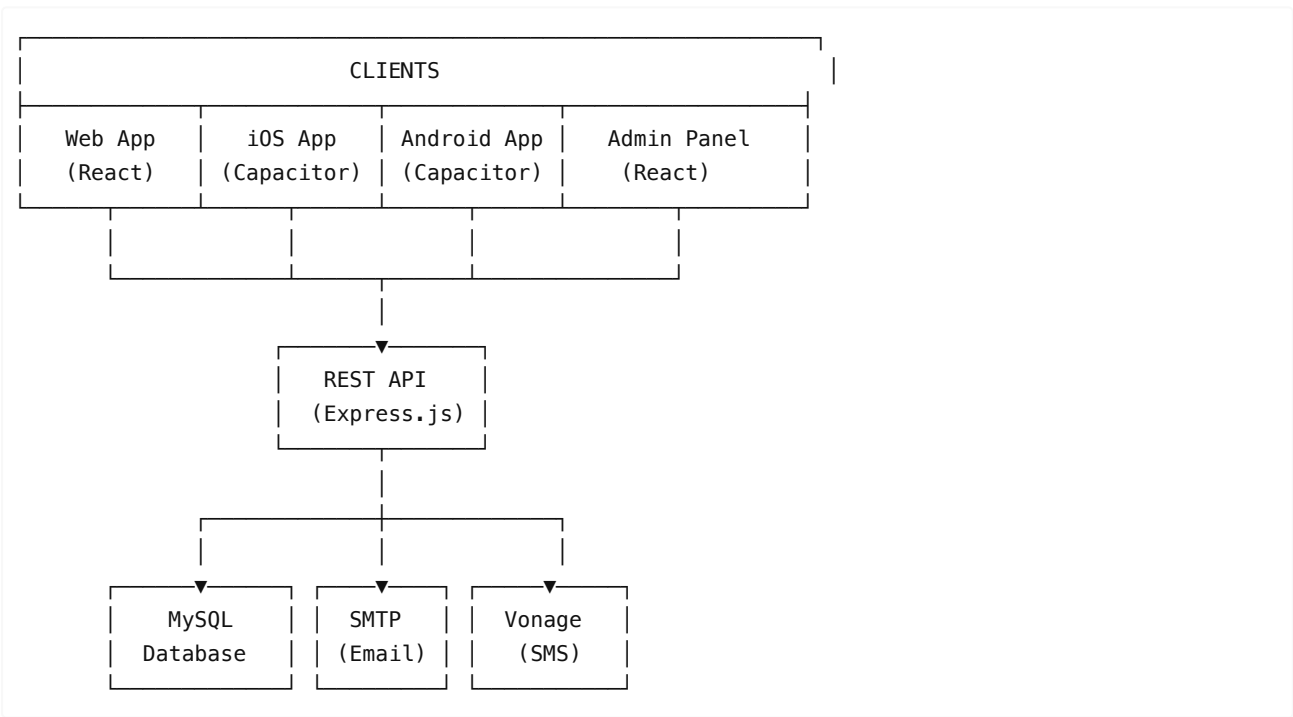 CLIENTS
Web App iOS App Android App Admin Panel
(React) (Capacitor) (Capacitor) (React)
REST API
(Express.js)
MySQL SMTP Vonage
Database (Email) (SMS)